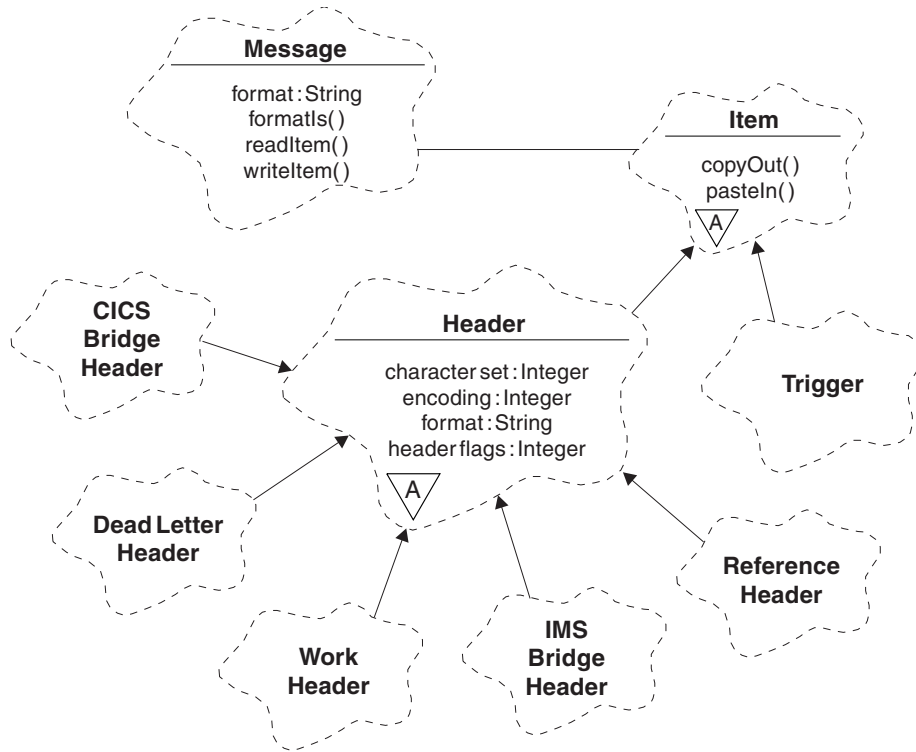 Message
format : String
formatIs( )
readItem( )
writeItem( )
Item
copyOut( )
pasteIn( )
A
CICS
Bridge
Header
Header
character set : Integer
encoding : Integer
format : String
header flags : Integer
A
Trigger
Dead Letter
Header
Work
Header
IMS
Bridge
Header
Reference
Header